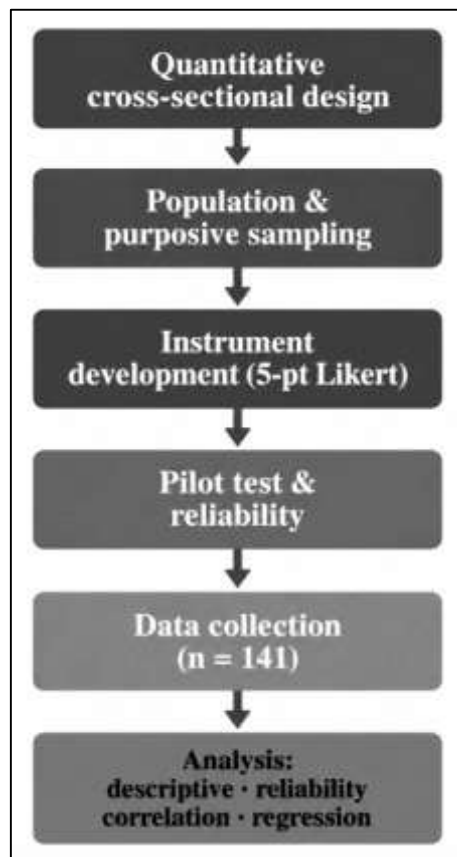 Quantitative
cross-sectional design
Population &
purposive sampling
Instrument
development (5-pt Likert)
Pilot test &
reliability
Data collection
(n = 141)
Analysis:
descriptive · reliability
correlation · regression